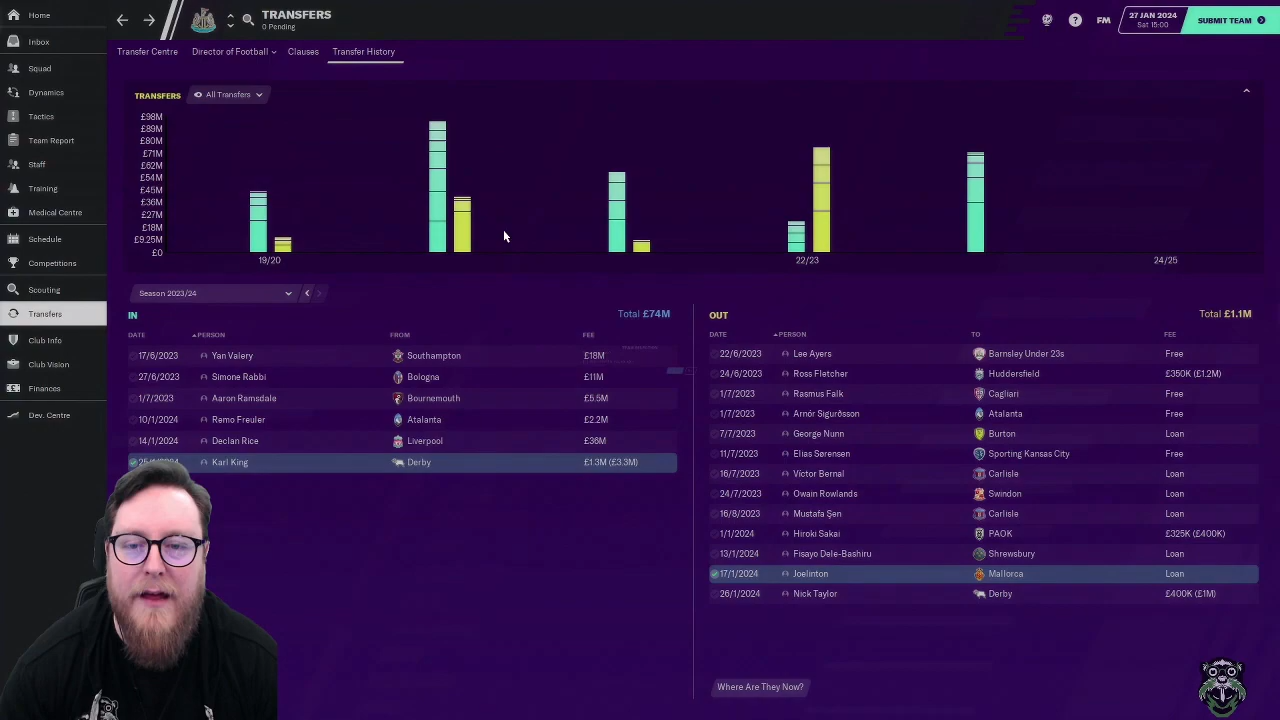 TRANSFERS
0 Pending
FM
27 JAN 2024
Sat 15:00
SUBMIT TEAM
Inbox
Squad
Dynamics
Tactics
Team Report
Staff
Training
Medical Centre
Schedule
Competitions
Scouting
Transfers
Club Info
Club Vision
Finances
Dev. Centre
Transfer Centre Director of Football Clauses Transfer History
TRANSFERS All Transfers
£98M
£89M
£80M
£71M
£62M
£54M
£45M
£36M
£27M
£18M
£9.25M
£0
19/20 22/23 24/25
Season 2023/24
IN Total £74M
DATE PERSON FROM FEE
17/6/2023 Yan Valery Southampton £18M
27/6/2023 Simone Rabbi Bologna £11M
1/7/2023 Aaron Ramsdale Bournemouth £5.5M
10/1/2024 Remo Freuler Atalanta £2.2M
14/1/2024 Declan Rice Liverpool £36M
Karl King Derby £1.3M (£3.3M)
OUT Total £1.1M
DATE PERSON TO FEE
22/6/2023 Lee Ayers Barnsley Under 23s Free
24/6/2023 Ross Fletcher Huddersfield £350K (£1.2M)
1/7/2023 Rasmus Falk Cagliari Free
1/7/2023 Arnór Sigurðsson Atalanta Free
7/7/2023 George Nunn Burton Loan
11/7/2023 Elias Sørensen Sporting Kansas City Free
16/7/2023 Víctor Bernal Carlisle Loan
24/7/2023 Owain Rowlands Swindon Loan
16/8/2023 Mustafa Şen Carlisle Loan
1/1/2024 Hiroki Sakai PAOK £325K (£400K)
13/1/2024 Fisayo Dele-Bashiru Shrewsbury Loan
17/1/2024 Joelinton Mallorca Loan
26/1/2024 Nick Taylor Derby £400K (£1M)
Where Are They Now?